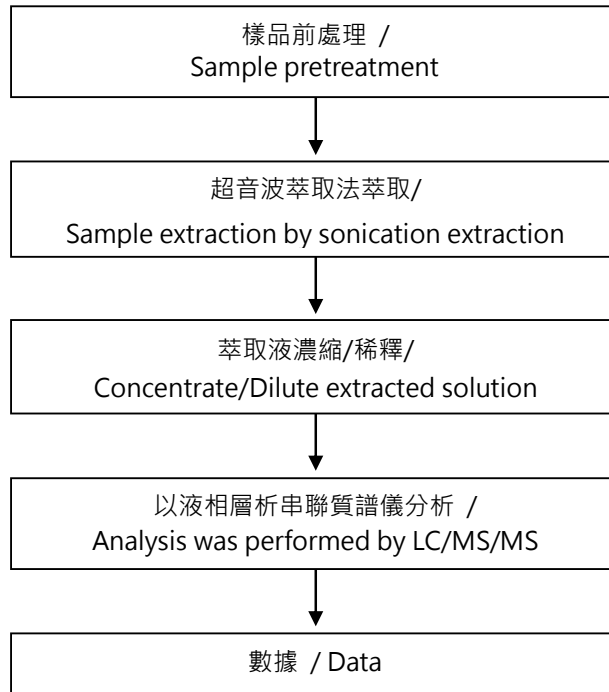 樣品前處理 /
Sample pretreatment
超音波萃取法萃取/
Sample extraction by sonication extraction
萃取液濃縮/稀釋/
Concentrate/Dilute extracted solution
以液相層析串聯質譜儀分析 /
Analysis was performed by LC/MS/MS
數據 / Data